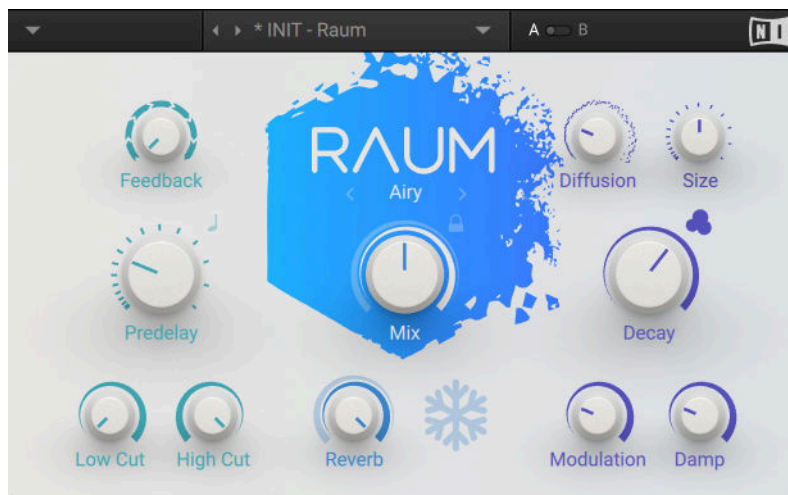 * INIT - Raum
A B
NI
RAUM
Airy
Feedback
Diffusion Size
Predelay
Mix
Decay
Low Cut High Cut
Reverb
Modulation Damp